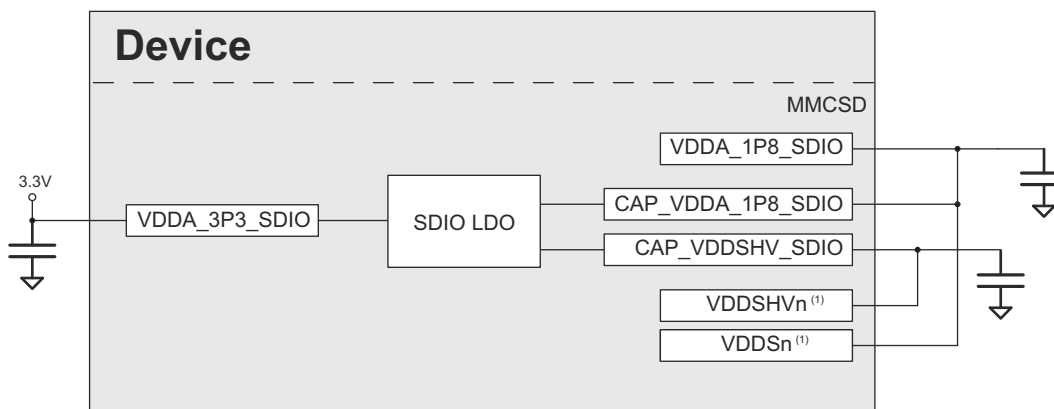 Device
MMCSD
VDDA_1P8_SDIO
3.3V
VDDA_3P3_SDIO
SDIO LDO
CAP_VDDA_1P8_SDIO
CAP_VDDSHV_SDIO
VDDSHVn (1)
VDDSn (1)